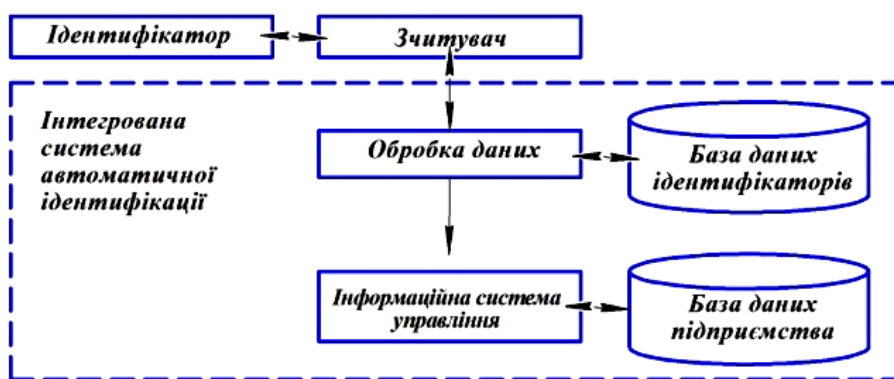 Ідентифікатор
Зчитувач
Інтегрована
система
автоматичної
ідентифікації
Обробка даних
База даних
ідентифікаторів
Інформаційна система
управління
База даних
підприємства